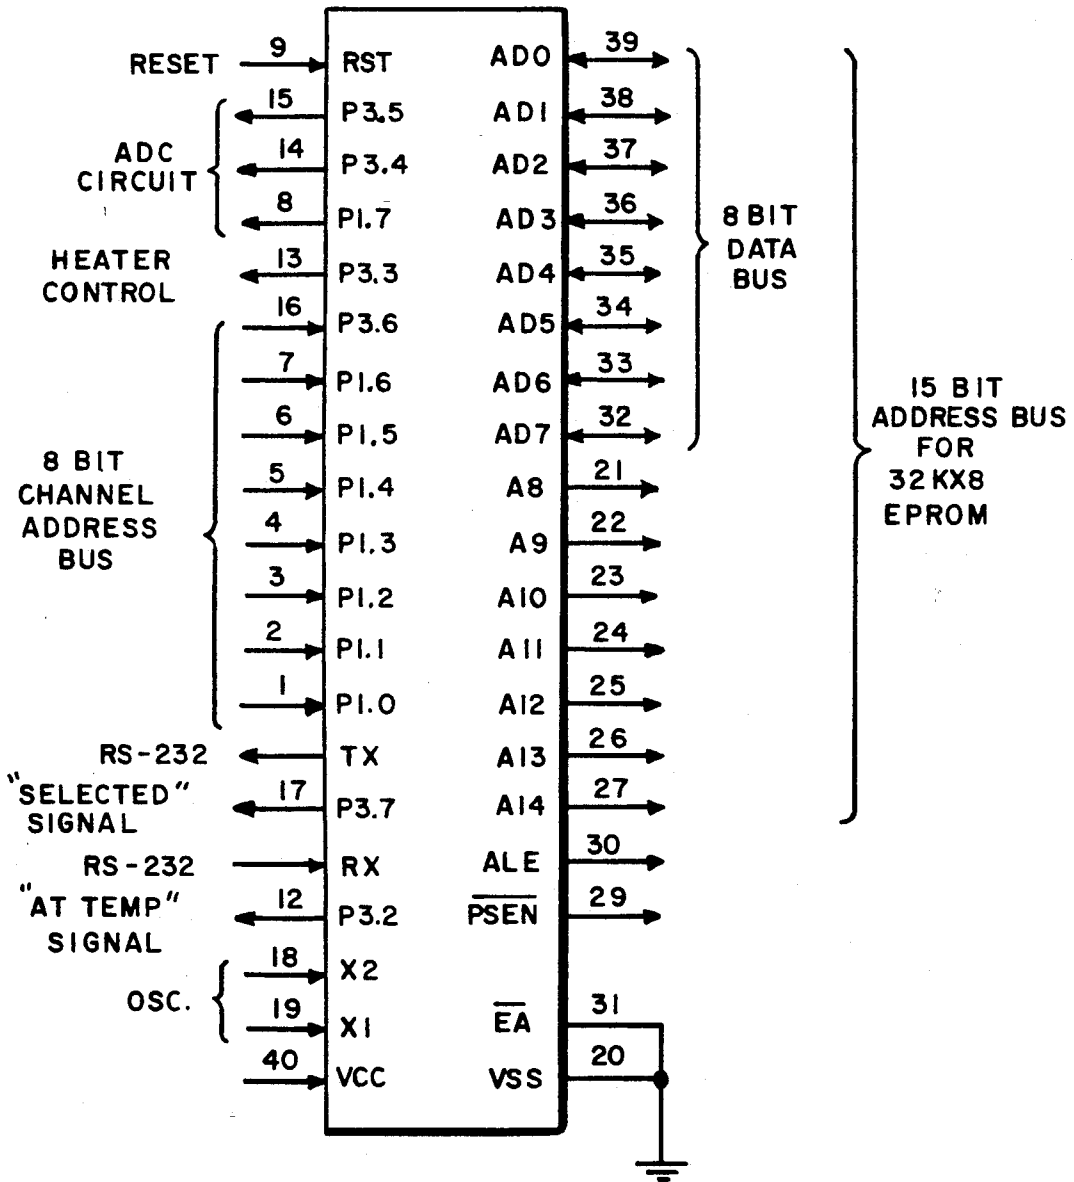 RESET 9 RST
ADC CIRCUIT
15 P3.5
14 P3.4
8 P1.7
HEATER CONTROL
13 P3.3
8 BIT CHANNEL ADDRESS BUS
16 P3.6
7 P1.6
6 P1.5
5 P1.4
4 P1.3
3 P1.2
2 P1.1
1 P1.0
RS-232 TX
"SELECTED" SIGNAL
17 P3.7
RS-232 RX
"AT TEMP" SIGNAL
12 P3.2
OSC.
18 X2
19 X1
40 VCC
AD0 39
AD1 38
AD2 37
AD3 36
AD4 35
AD5 34
AD6 33
AD7 32
8 BIT
DATA
BUS
A8 21
A9 22
A10 23
A11 24
A12 25
A13 26
A14 27
15 BIT
ADDRESS BUS
FOR
32KX8
EPROM
ALE 30
PSEN 29
EA 31
VSS 20